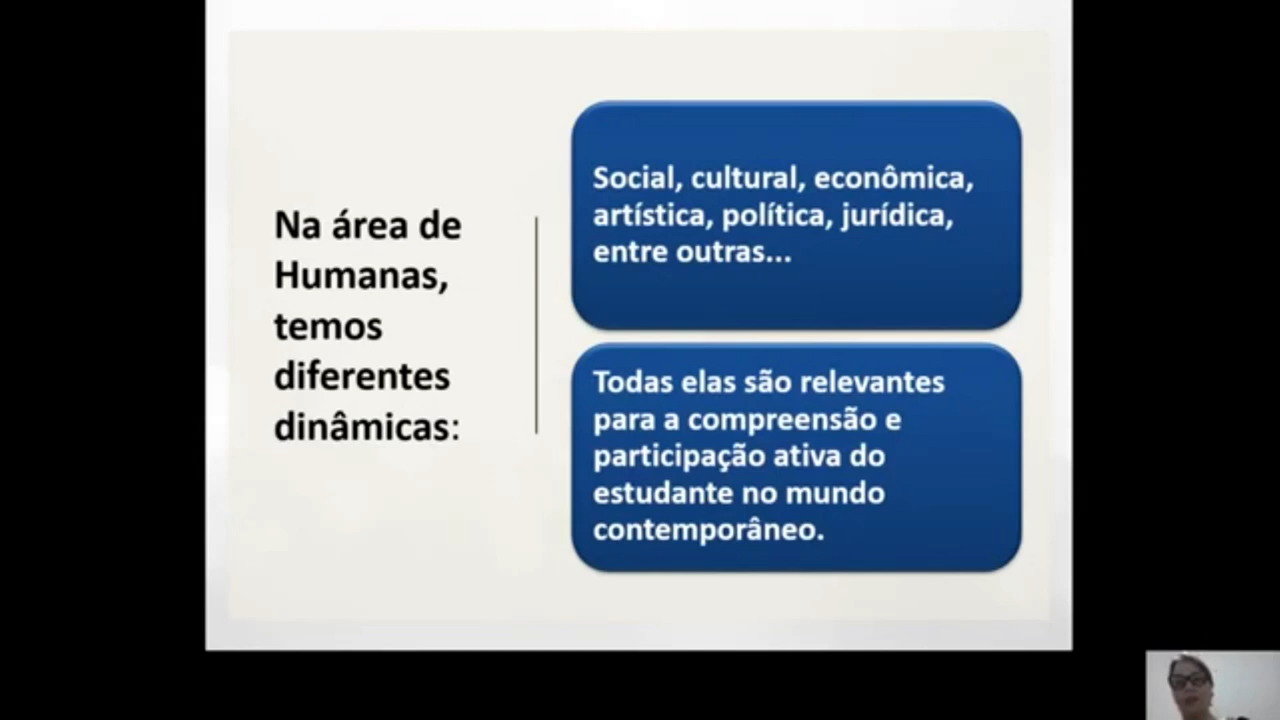 Na área de
Humanas,
temos
diferentes
dinâmicas:
Social, cultural, econômica,
artística, política, jurídica,
entre outras...
Todas elas são relevantes
para a compreensão e
participação ativa do
estudante no mundo
contemporâneo.